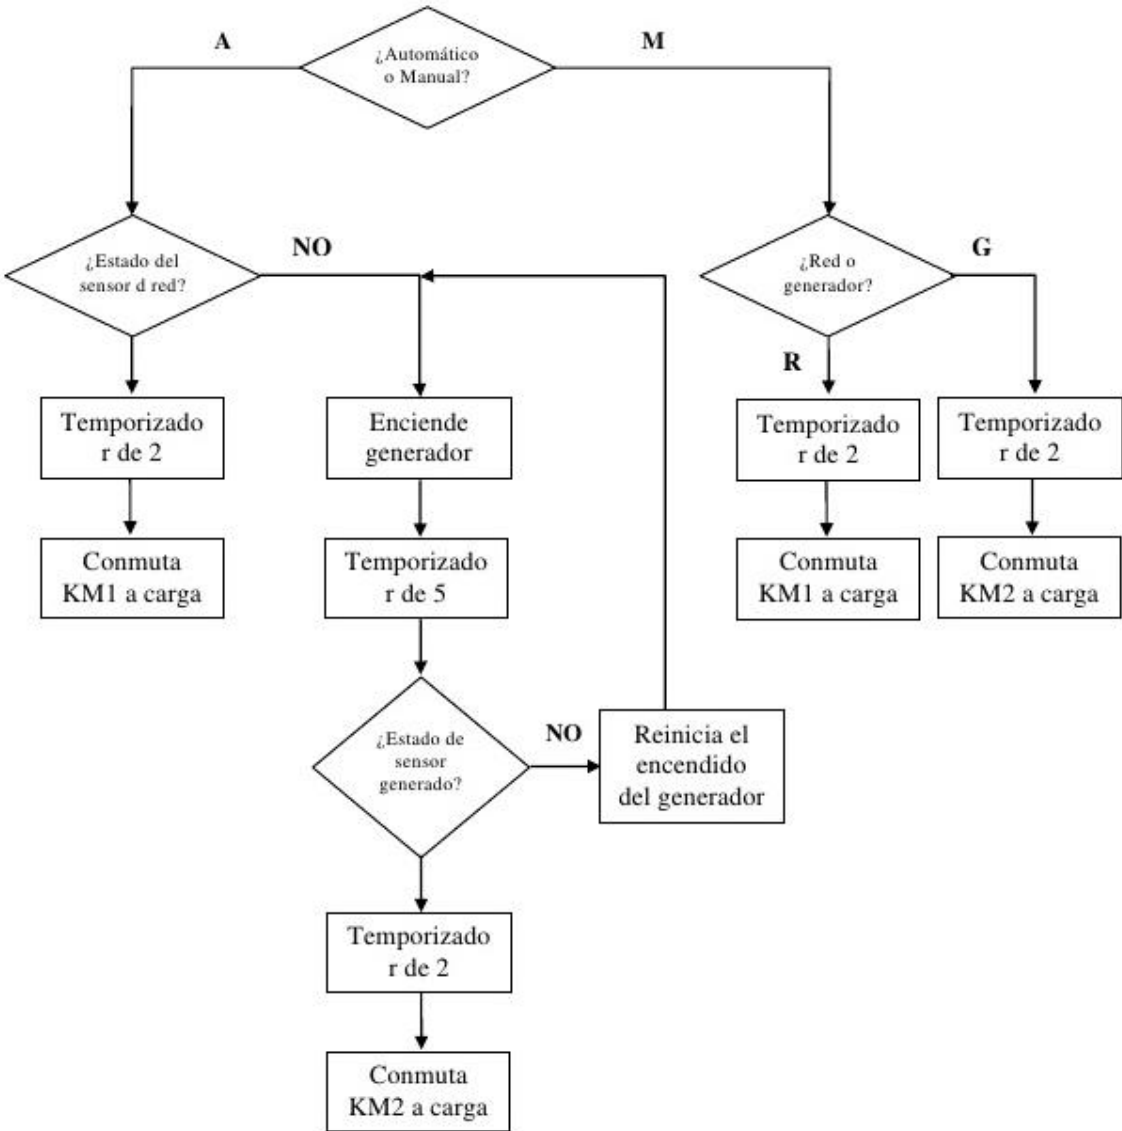 A
¿Automático
o Manual?
M
¿Estado del
sensor d red?
NO
¿Red o
generador?
G
R
Temporizado
r de 2
Enciende
generador
Temporizado
r de 2
Temporizado
r de 2
Conmuta
KM1 a carga
Temporizado
r de 5
Conmuta
KM1 a carga
Conmuta
KM2 a carga
¿Estado de
sensor
generado?
NO
Reinicia el
encendido
del generador
Temporizado
r de 2
Conmuta
KM2 a carga